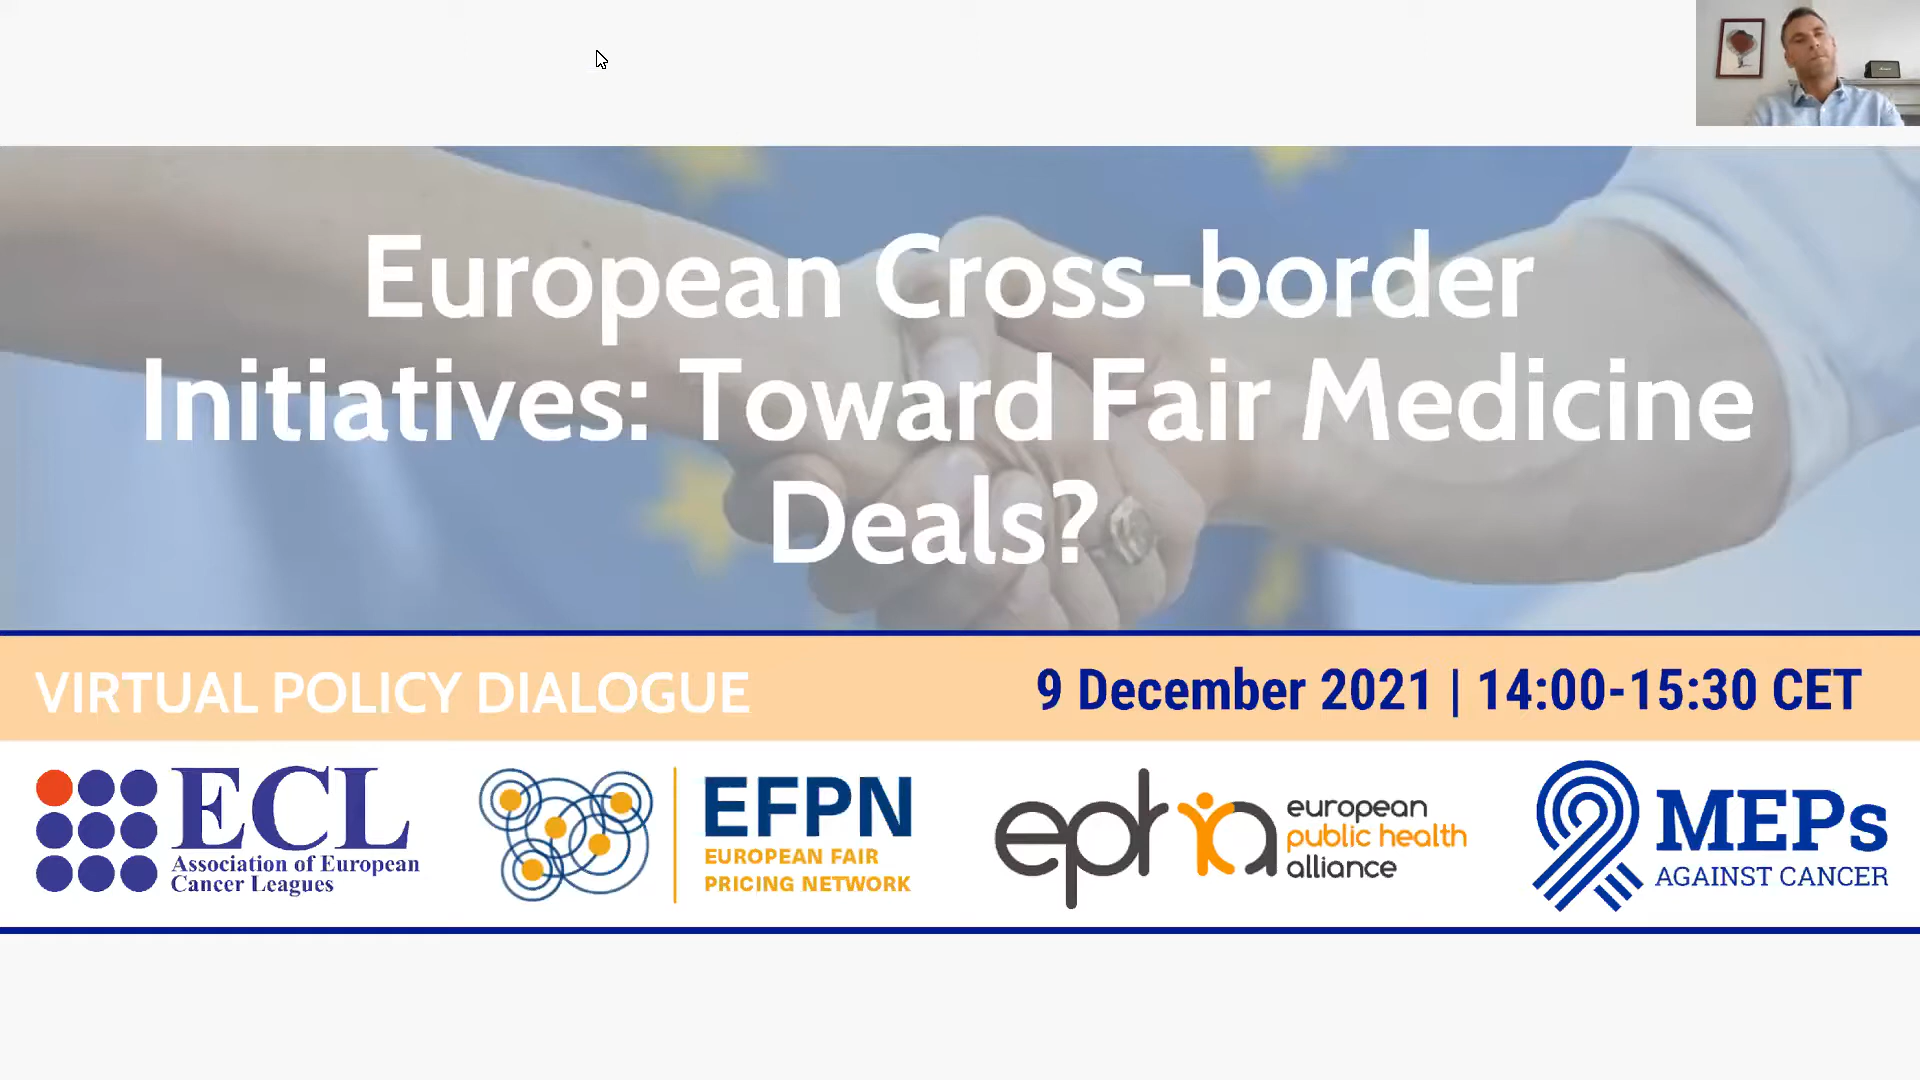 European Cross-border
Initiatives: Toward Fair Medicine
Deals?
VIRTUAL POLICY DIALOGUE
9 December 2021 | 14:00-15:30 CET
ECL
Association of European
Cancer Leagues
EFPN
EUROPEAN FAIR
PRICING NETWORK
epha
european
public health
alliance
MEPs
AGAINST CANCER